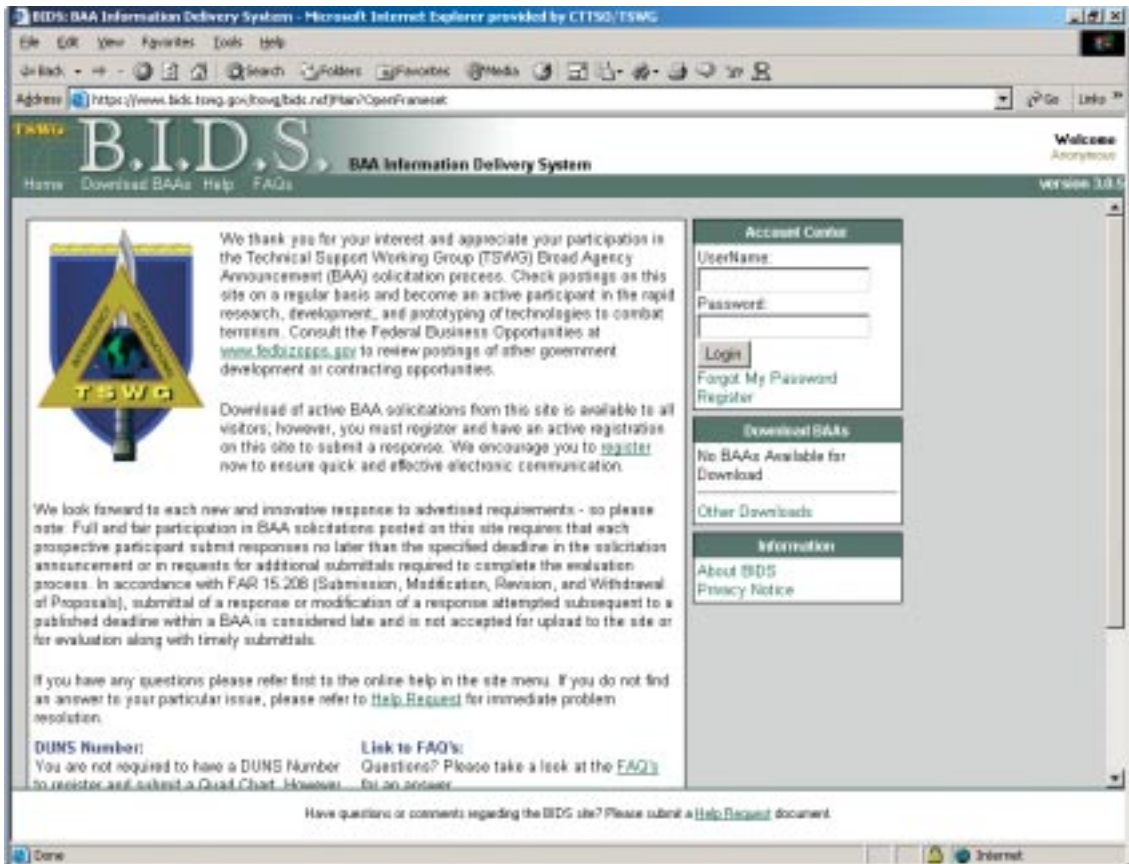 BIDS: BAA Information Delivery System - Microsoft Internet Explorer provided by CTTSO/TSWG
File Edit View Favorites Tools Help
Back Search Folders Favorites Media
Address https://www.bids.tswg.gov/tswg/bids.nsf/Main?OpenFrameset Go Links »
TSWG B.I.D.S. BAA Information Delivery System
Welcome
Anonymous
Home Download BAAs Help FAQs
version 3.0.5
We thank you for your interest and appreciate your participation in
the Technical Support Working Group (TSWG) Broad Agency
Announcement (BAA) solicitation process. Check postings on this
site on a regular basis and become an active participant in the rapid
research, development, and prototyping of technologies to combat
terrorism. Consult the Federal Business Opportunities at
www.fedbizopps.gov to review postings of other government
development or contracting opportunities.
TSWG
Download of active BAA solicitations from this site is available to all
visitors; however, you must register and have an active registration
on this site to submit a response. We encourage you to register
now to ensure quick and effective electronic communication.
We look forward to each new and innovative response to advertised requirements - so please
note: Full and fair participation in BAA solicitations posted on this site requires that each
prospective participant submit responses no later than the specified deadline in the solicitation
announcement or in requests for additional submittals required to complete the evaluation
process. In accordance with FAR 15.208 (Submission, Modification, Revision, and Withdrawal
of Proposals), submittal of a response or modification of a response attempted subsequent to a
published deadline within a BAA is considered late and is not accepted for upload to the site or
for evaluation along with timely submittals.
If you have any questions please refer first to the online help in the site menu. If you do not find
an answer to your particular issue, please refer to Help Request for immediate problem
resolution.
DUNS Number:
You are not required to have a DUNS Number
to register and submit a Quad Chart. However
Link to FAQ's:
Questions? Please take a look at the FAQ's
for an answer
Account Center
UserName:
Password:
Login
Forgot My Password
Register
Download BAAs
No BAAs Available for
Download
Other Downloads
Information
About BIDS
Privacy Notice
Have questions or comments regarding the BIDS site? Please submit a Help Request document
Done
Internet